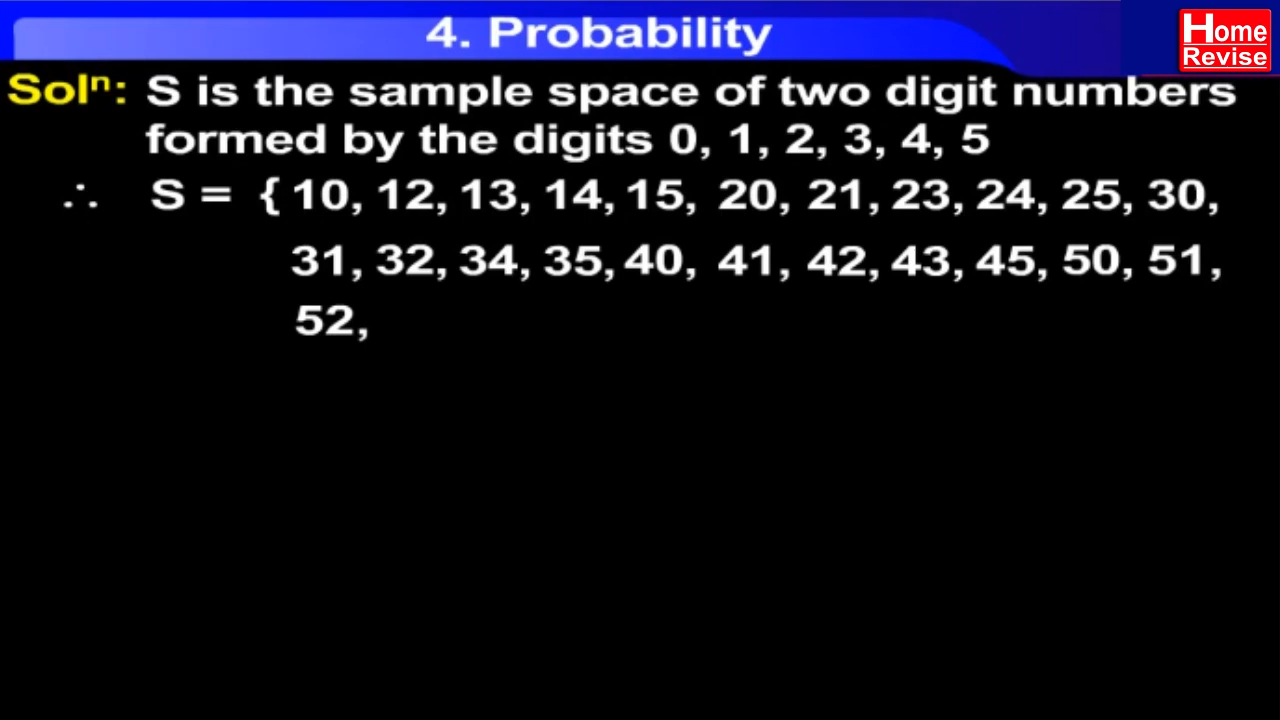 4. Probability
Home
Revise
Solⁿ: S is the sample space of two digit numbers
formed by the digits 0, 1, 2, 3, 4, 5
∴ S = { 10, 12, 13, 14, 15, 20, 21, 23, 24, 25, 30,
31, 32, 34, 35, 40, 41, 42, 43, 45, 50, 51,
52,